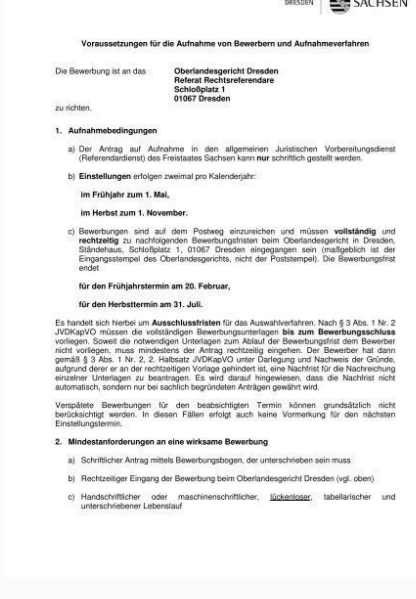 DRESDEN
SACHSEN
Voraussetzungen für die Aufnahme von Bewerbern und Aufnahmeverfahren
Die Bewerbung ist an das Oberlandesgericht Dresden
Referat Rechtsreferendare
Schloßplatz 1
01067 Dresden
zu richten.
1. Aufnahmebedingungen
a) Der Antrag auf Aufnahme in den allgemeinen Juristischen Vorbereitungsdienst
(Referendardienst) des Freistaates Sachsen kann nur schriftlich gestellt werden.
b) Einstellungen erfolgen zweimal pro Kalenderjahr:
im Frühjahr zum 1. Mai,
im Herbst zum 1. November.
c) Bewerbungen sind auf dem Postweg einzureichen und müssen vollständig und
rechtzeitig zu nachfolgenden Bewerbungsfristen beim Oberlandesgericht in Dresden,
Ständehaus, Schloßplatz 1, 01067 Dresden eingegangen sein (maßgeblich ist der
Eingangsstempel des Oberlandesgerichts, nicht der Poststempel). Die Bewerbungsfrist
endet
für den Frühjahrstermin am 20. Februar,
für den Herbsttermin am 31. Juli.
Es handelt sich hierbei um Ausschlussfristen für das Auswahlverfahren. Nach § 3 Abs. 1 Nr. 2
JVDKapVO müssen die vollständigen Bewerbungsunterlagen bis zum Bewerbungsschluss
vorliegen. Soweit die notwendigen Unterlagen zum Ablauf der Bewerbungsfrist dem Bewerber
nicht vorliegen, muss mindestens der Antrag rechtzeitig eingehen. Der Bewerber hat dann
gemäß § 3 Abs. 1 Nr. 2, 2. Halbsatz JVDKapVO unter Darlegung und Nachweis der Gründe,
aufgrund derer er an der rechtzeitigen Vorlage gehindert ist, eine Nachfrist für die Nachreichung
einzelner Unterlagen zu beantragen. Es wird darauf hingewiesen, dass die Nachfrist nicht
automatisch, sondern nur bei sachlich begründeten Anträgen gewährt wird.
Verspätete Bewerbungen für den beabsichtigten Termin können grundsätzlich nicht
berücksichtigt werden. In diesen Fällen erfolgt auch keine Vormerkung für den nächsten
Einstellungstermin.
2. Mindestanforderungen an eine wirksame Bewerbung
a) Schriftlicher Antrag mittels Bewerbungsbogen, der unterschrieben sein muss
b) Rechtzeitiger Eingang der Bewerbung beim Oberlandesgericht Dresden (vgl. oben)
c) Handschriftlicher oder maschinenschriftlicher, lückenloser, tabellarischer und
unterschriebener Lebenslauf